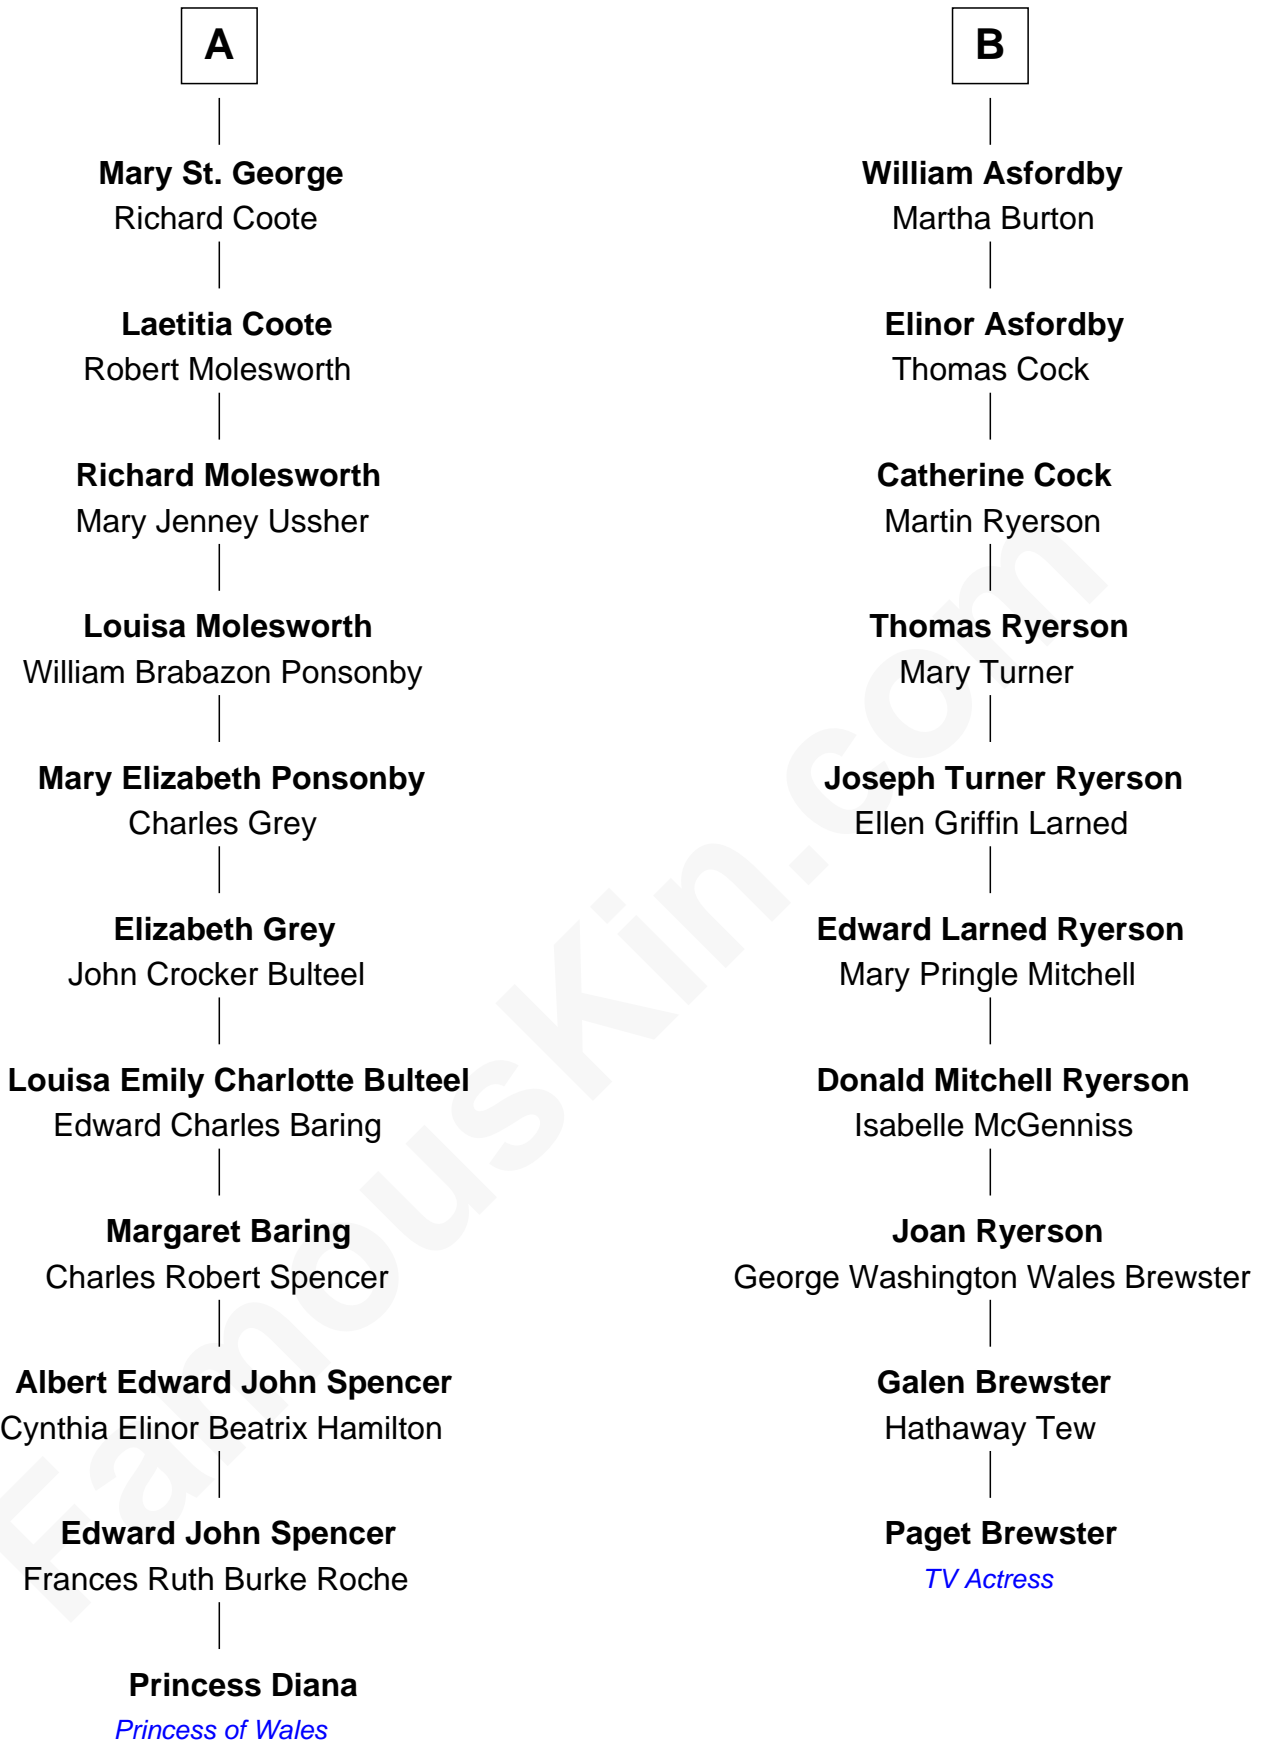 A
Mary St. George
Richard Coote
Laetitia Coote
Robert Molesworth
Richard Molesworth
Mary Jenney Ussher
Louisa Molesworth
William Brabazon Ponsonby
Mary Elizabeth Ponsonby
Charles Grey
Elizabeth Grey
John Crocker Bulteel
Louisa Emily Charlotte Bulteel
Edward Charles Baring
Margaret Baring
Charles Robert Spencer
Albert Edward John Spencer
Cynthia Elinor Beatrix Hamilton
Edward John Spencer
Frances Ruth Burke Roche
Princess Diana
Princess of Wales
B
William Asfordby
Martha Burton
Elinor Asfordby
Thomas Cock
Catherine Cock
Martin Ryerson
Thomas Ryerson
Mary Turner
Joseph Turner Ryerson
Ellen Griffin Larned
Edward Larned Ryerson
Mary Pringle Mitchell
Donald Mitchell Ryerson
Isabelle McGenniss
Joan Ryerson
George Washington Wales Brewster
Galen Brewster
Hathaway Tew
Paget Brewster
TV Actress
FamousKin.com